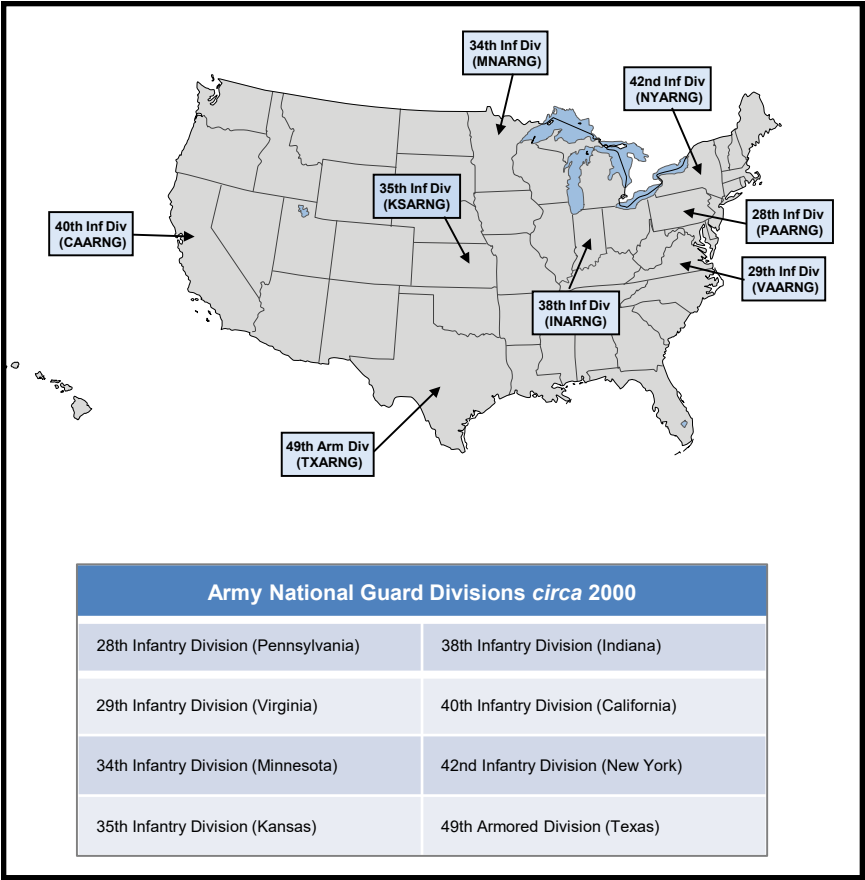 34th Inf Div
(MNARNG)
42nd Inf Div
(NYARNG)
35th Inf Div
(KSARNG)
28th Inf Div
(PAARNG)
40th Inf Div
(CAARNG)
29th Inf Div
(VAARNG)
38th Inf Div
(INARNG)
49th Arm Div
(TXARNG)
Army National Guard Divisions circa 2000
28th Infantry Division (Pennsylvania)
38th Infantry Division (Indiana)
29th Infantry Division (Virginia)
40th Infantry Division (California)
34th Infantry Division (Minnesota)
42nd Infantry Division (New York)
35th Infantry Division (Kansas)
49th Armored Division (Texas)